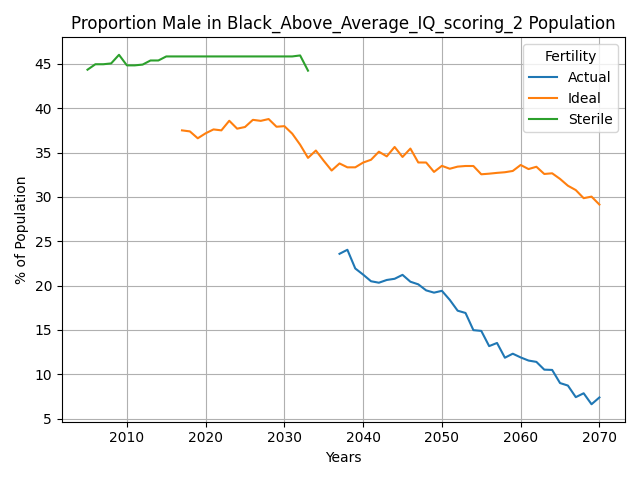 Proportion Male in Black_Above_Average_IQ_scoring_2 Population
Fertility
Actual
Ideal
Sterile
% of Population
45
40
35
30
25
20
15
10
5
2010 2020 2030 2040 2050 2060 2070
Years